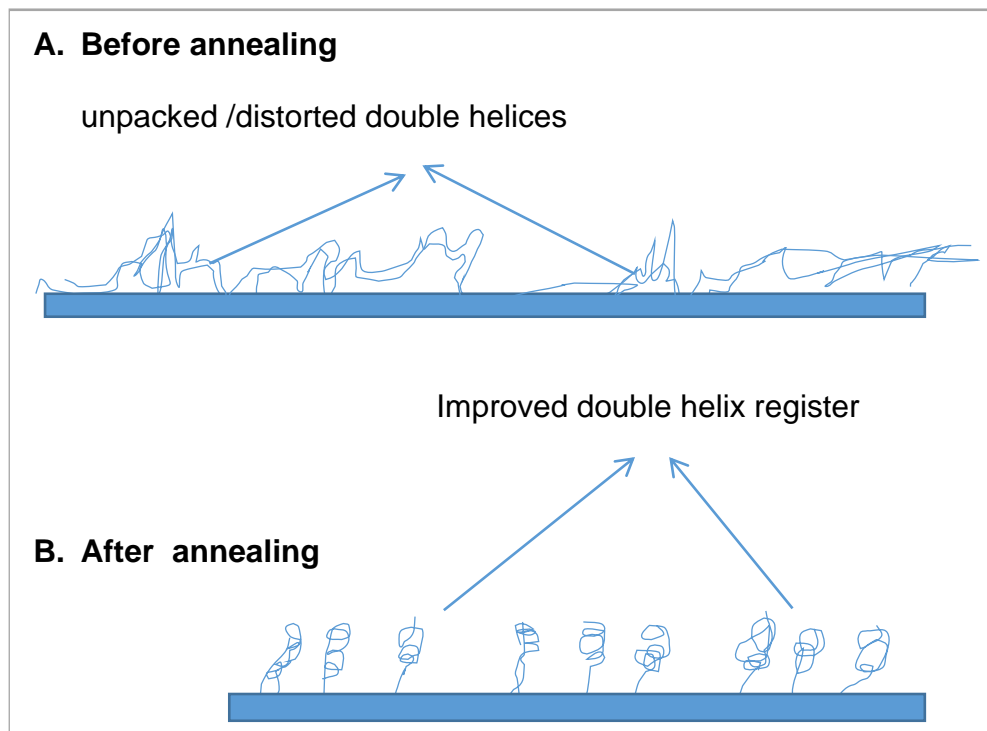 A. Before annealing
unpacked /distorted double helices
Improved double helix register
B. After annealing